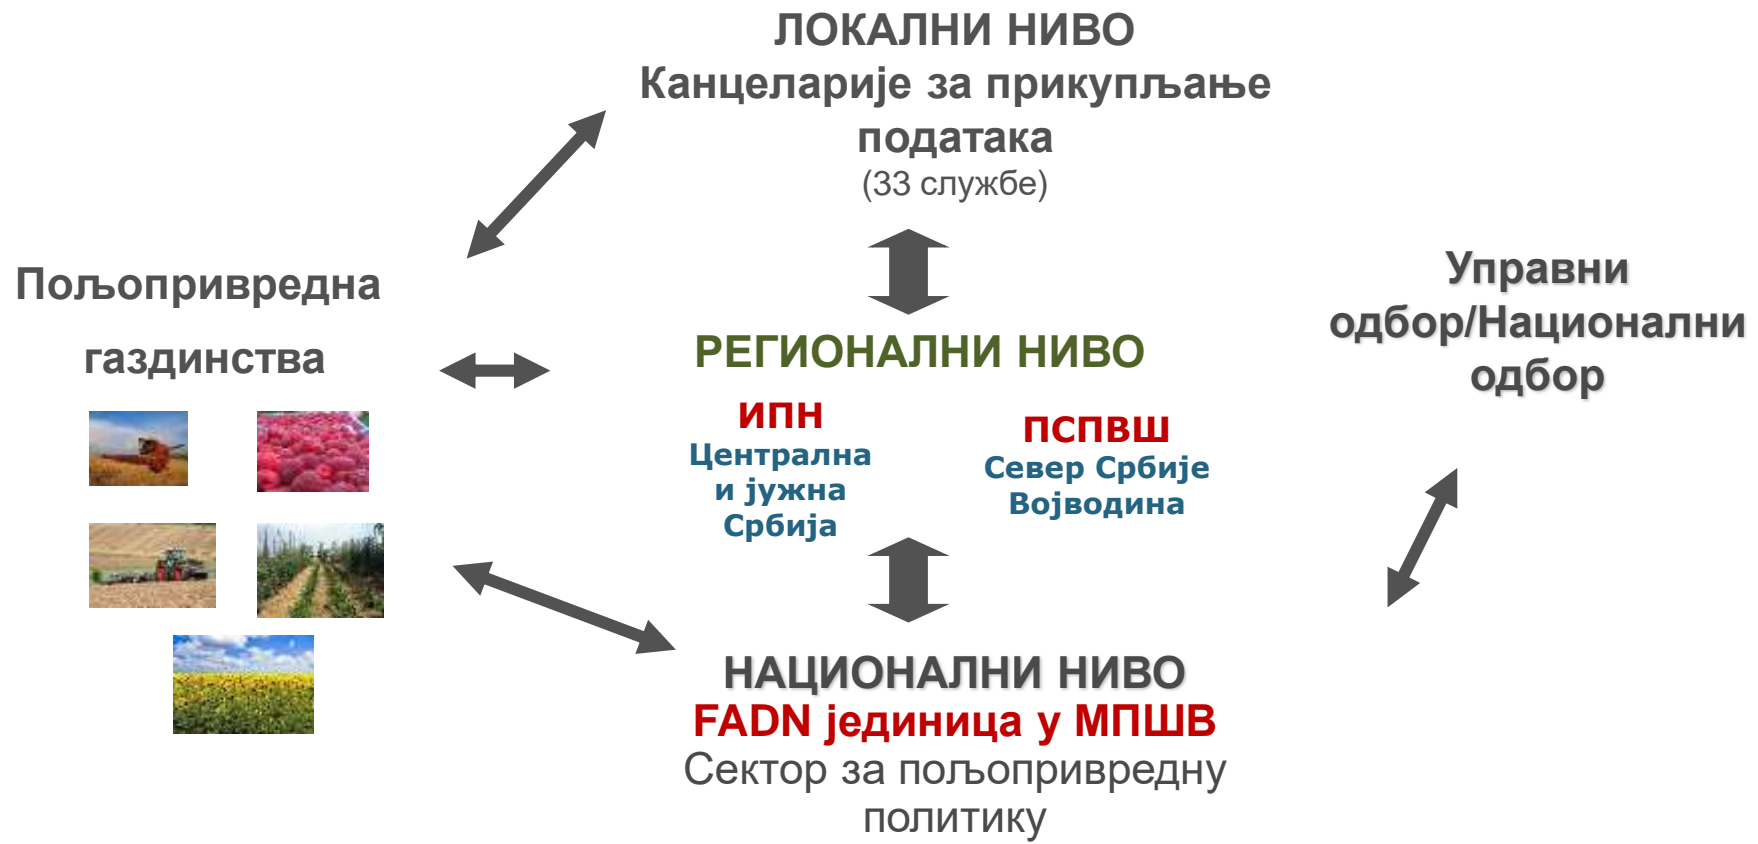 ЛОКАЛНИ НИВО
Канцеларије за прикупљање
података
(33 службе)
Пољопривредна
газдинства
РЕГИОНАЛНИ НИВО
ИПН
Централна
и јужна
Србија
ПСПВШ
Север Србије
Војводина
Управни
одбор/Национални
одбор
НАЦИОНАЛНИ НИВО
FADN јединица у МПШВ
Сектор за пољопривредну
политику